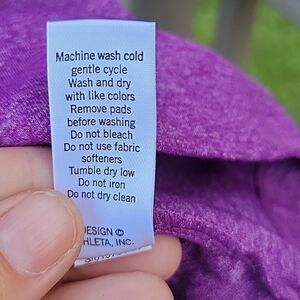 Machine wash cold
gentle cycle
Wash and dry
with like colors
Remove pads
before washing
Do not bleach
Do not use fabric
softeners
Tumble dry low
Do not iron
Do not dry clean
DESIGN ©
HLETA, INC.